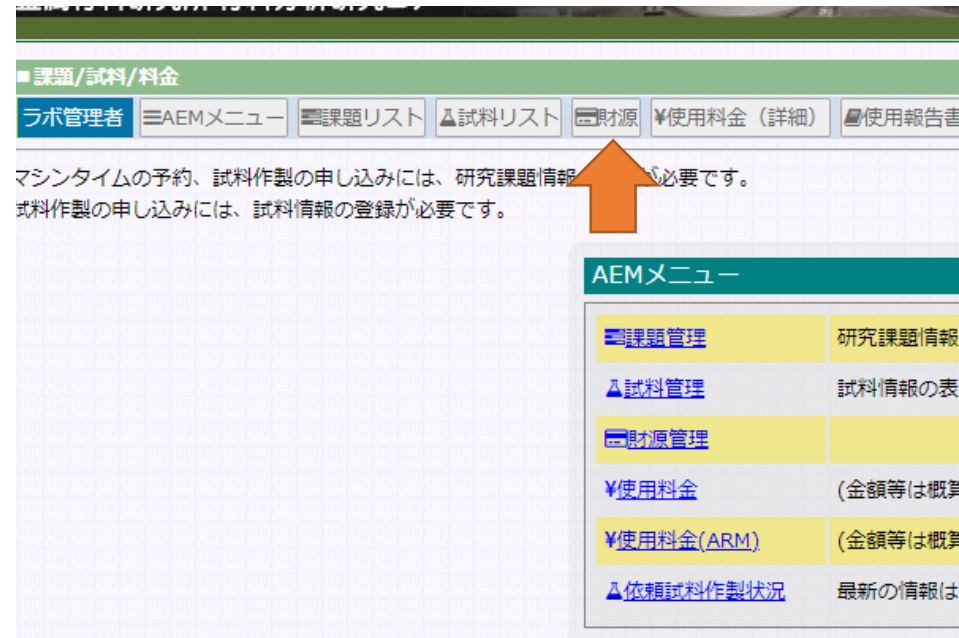 ■課題/試料/料金
ラボ管理者 AEMメニュー 課題リスト 試料リスト 財源 ¥使用料金（詳細） 使用報告書
マシンタイムの予約、試料作製の申し込みには、研究課題情報 が必要です。
試料作製の申し込みには、試料情報の登録が必要です。
AEMメニュー
課題管理 研究課題情報
試料管理 試料情報の表
財源管理
¥使用料金 (金額等は概算
¥使用料金(ARM) (金額等は概算
依頼試料作製状況 最新の情報は